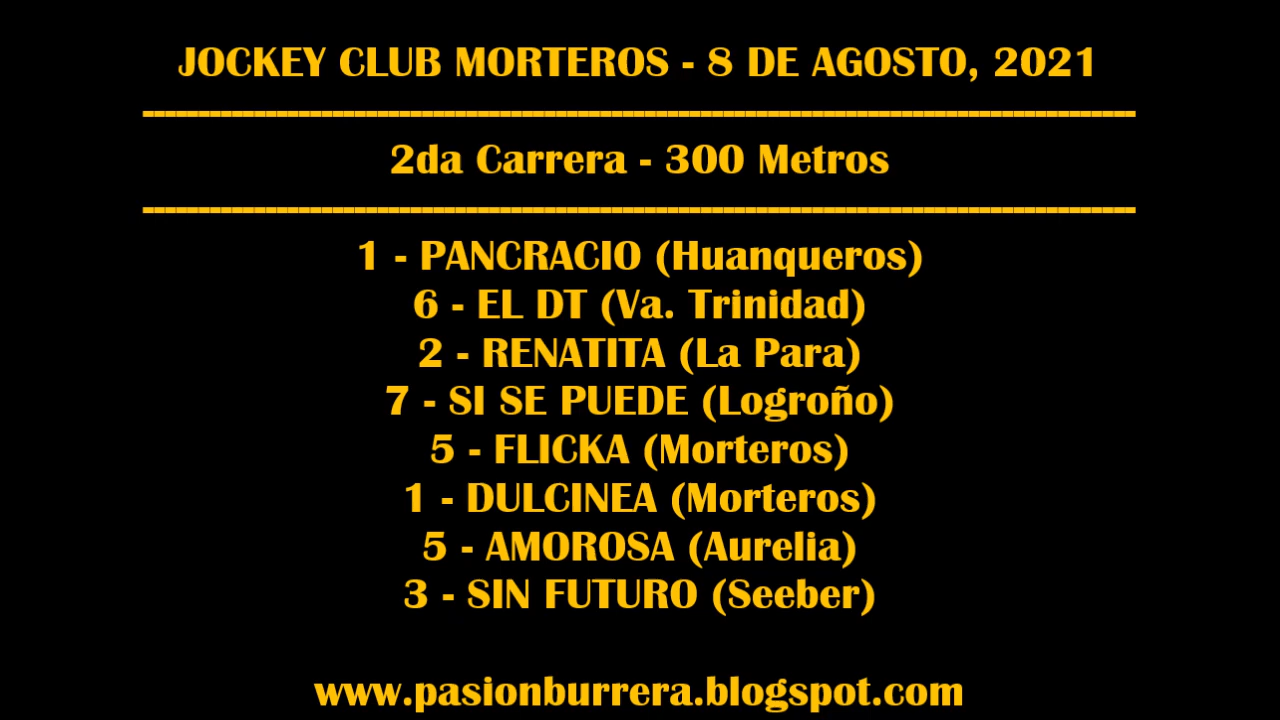 JOCKEY CLUB MORTEROS - 8 DE AGOSTO, 2021
2da Carrera - 300 Metros
1 - PANCRACIO (Huanqueros)
6 - EL DT (Va. Trinidad)
2 - RENATITA (La Para)
7 - SI SE PUEDE (Logroño)
5 - FLICKA (Morteros)
1 - DULCINEA (Morteros)
5 - AMOROSA (Aurelia)
3 - SIN FUTURO (Seeber)
www.pasionburrera.blogspot.com